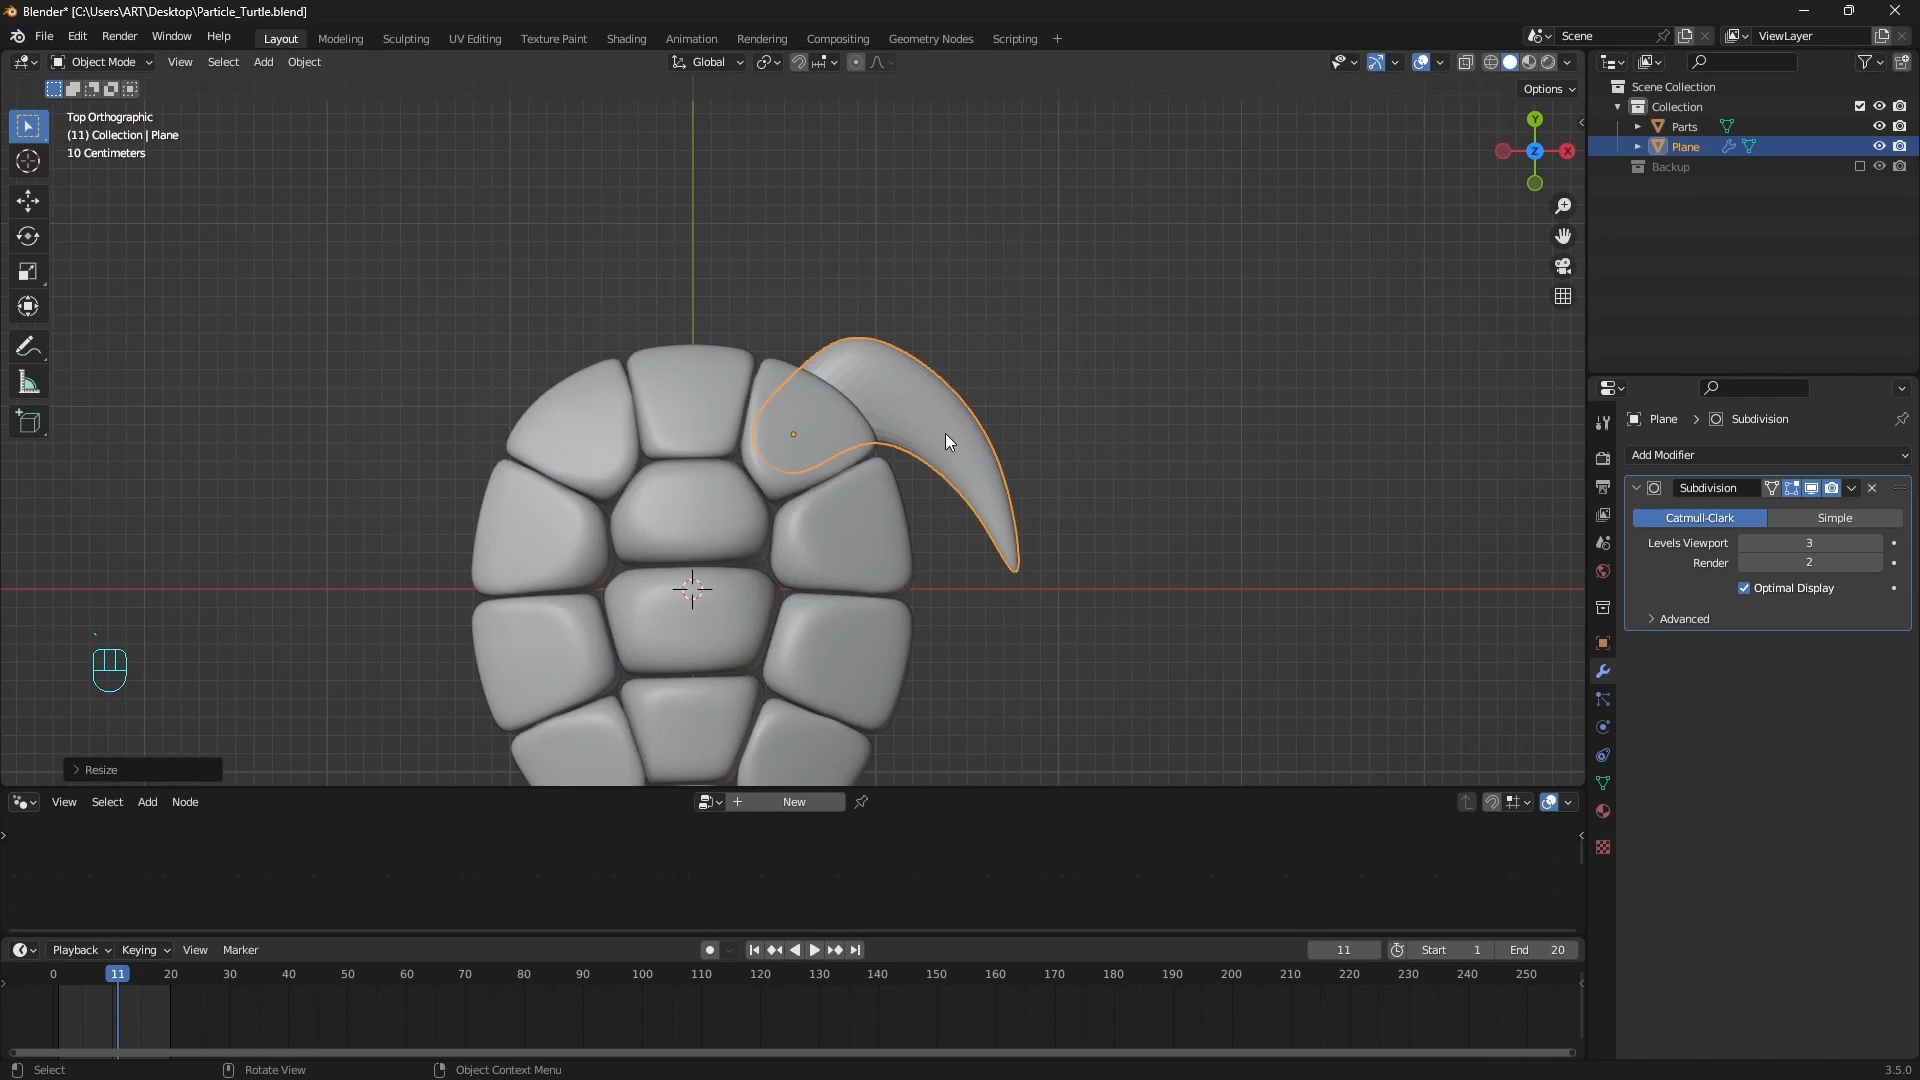 Blender* [C:\Users\ART\Desktop\Particle_Turtle.blend]
File Edit Render Window Help Layout Modeling Sculpting UV Editing Texture Paint Shading Animation Rendering Compositing Geometry Nodes Scripting + Scene ViewLayer
Object Mode View Select Add Object Global
Options
Top Orthographic
(11) Collection | Plane
10 Centimeters
Y
Z
X
Scene Collection
Collection
Parts
Plane
Backup
Plane > Subdivision
Add Modifier
Subdivision
Catmull-Clark Simple
Levels Viewport 3
Render 2
Optimal Display
Advanced
> Resize
View Select Add Node + New
Playback Keying View Marker 11 Start 1 End 20
0 11 20 30 40 50 60 70 80 90 100 110 120 130 140 150 160 170 180 190 200 210 220 230 240 250
Select Rotate View Object Context Menu 3.5.0